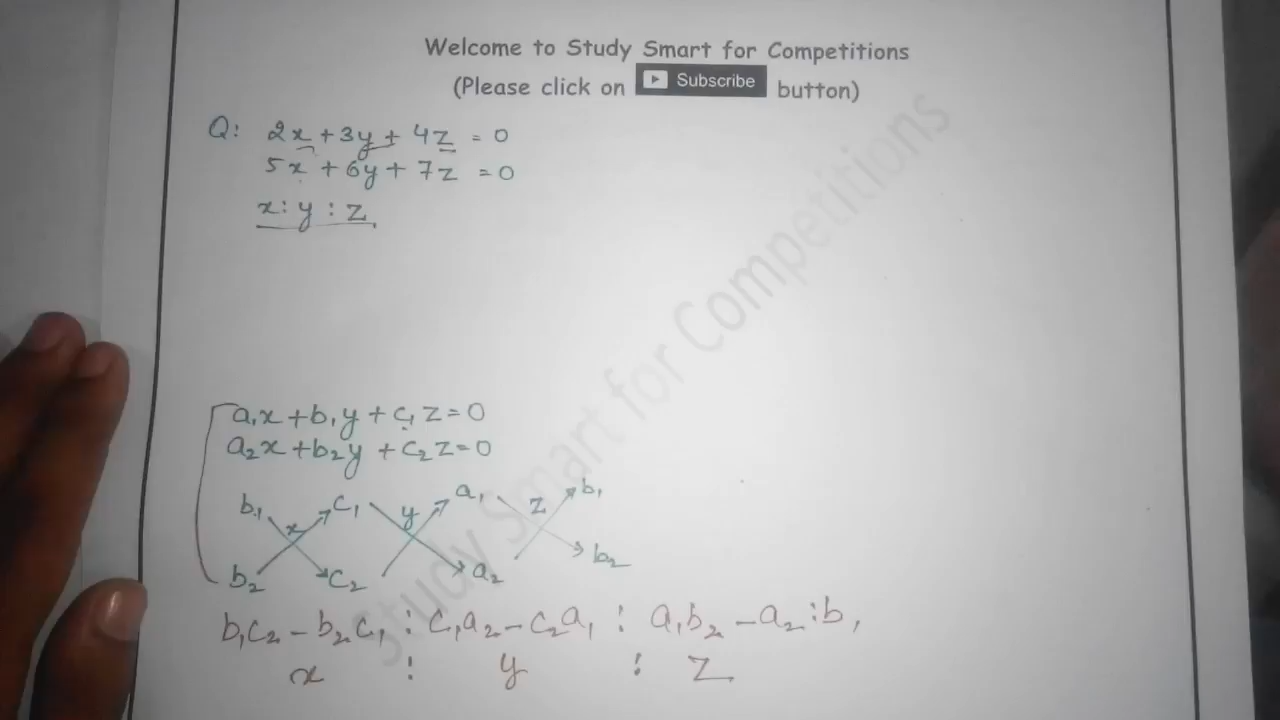 Welcome to Study Smart for Competitions
(Please click on Subscribe button)
Q: 2x + 3y + 4z = 0
5x + 6y + 7z = 0
x : y : z
a₁x + b₁y + c₁z = 0
a₂x + b₂y + c₂z = 0
b₁ c₁ a₁ b₁
x y z
b₂ c₂ a₂ b₂
b₁c₂ - b₂c₁ : c₁a₂ - c₂a₁ : a₁b₂ - a₂:b₁
x : y : z
Study Smart for Competitions